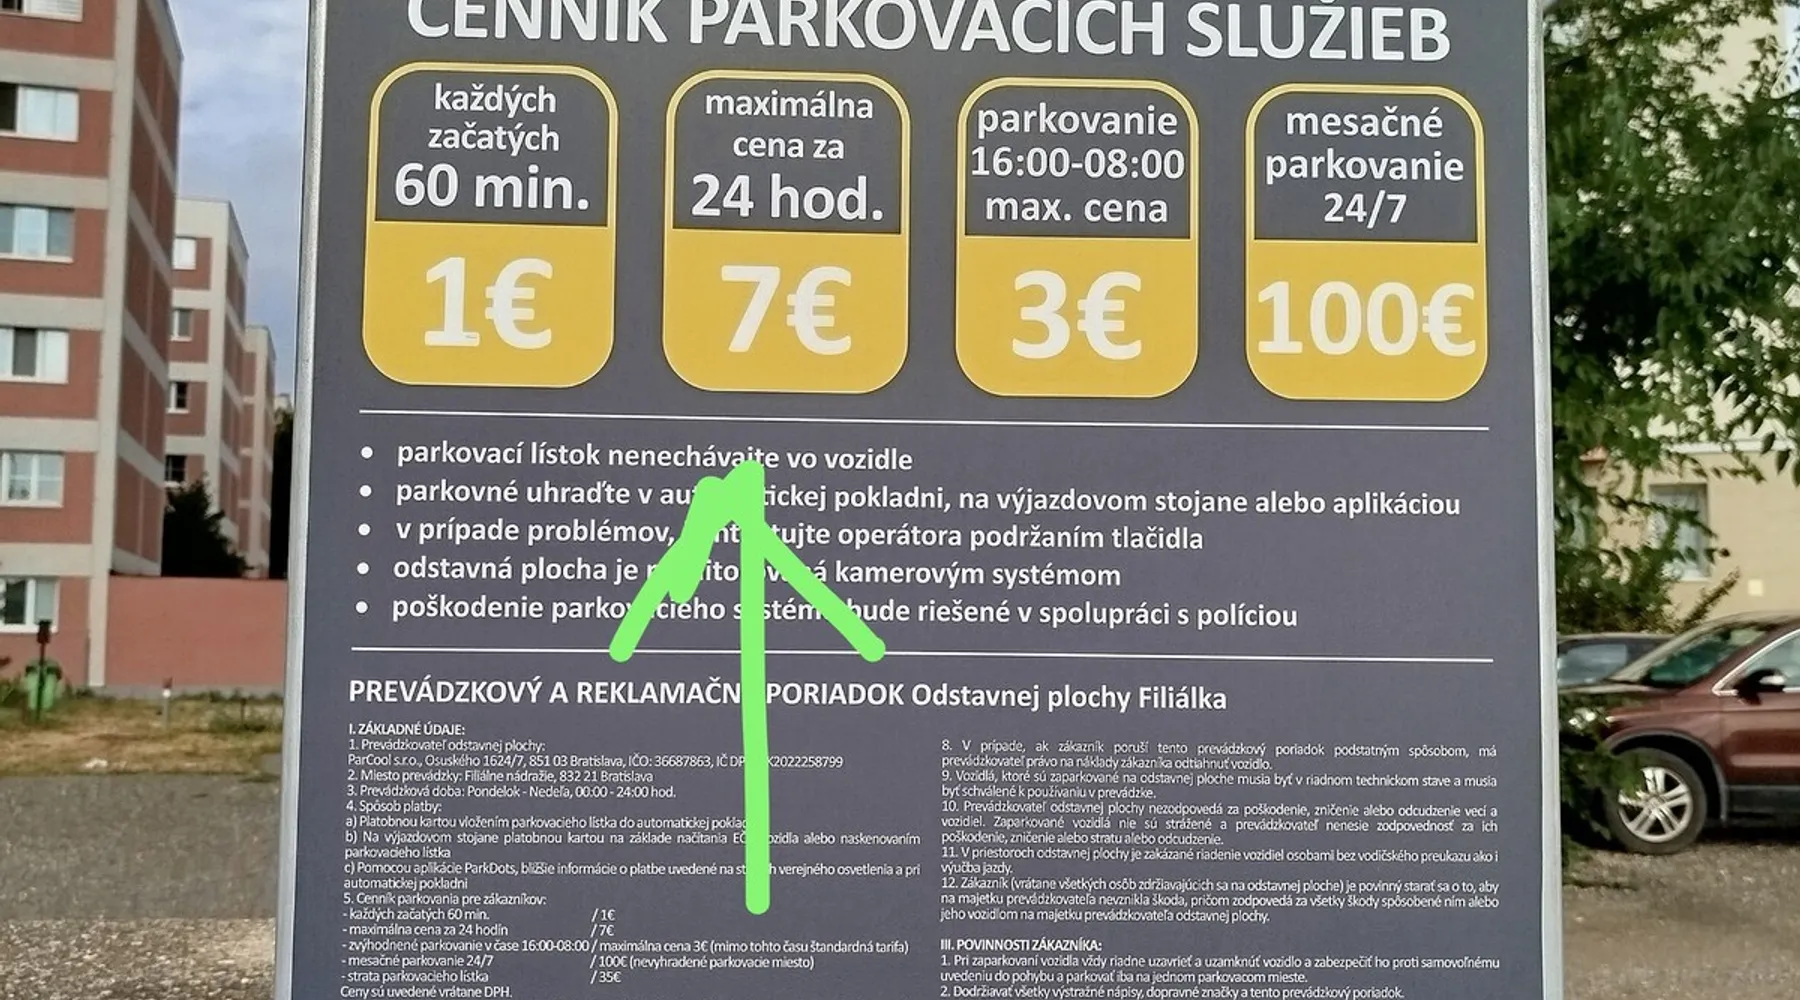 CENNÍK PARKOVACÍCH SLUŽIEB
každých
začatých
60 min.
1€
maximálna
cena za
24 hod.
7€
parkovanie
16:00-08:00
max. cena
3€
mesačné
parkovanie
24/7
100€
• parkovací lístok nenechávajte vo vozidle
• parkovné uhraďte v pokladni, na výjazdovom stojane alebo aplikáciou
• v prípade problémov, operátora podržaním tlačidla
• odstavná plocha je kamerovým systémom
• poškodenie parkovacieho bude riešené v spolupráci s políciou
PREVÁDZKOVÝ A REKLAMAČNÝ PORIADOK Odstavnej plochy Filiálka
I. ZÁKLADNÉ ÚDAJE:
1. Prevádzkovateľ odstavnej plochy:
ParCool s.r.o., Osuského 1624/7, 851 03 Bratislava, IČO: 36687863, IČ
2. Miesto prevádzky: Filiálne nádražie, 832 21 Bratislava
3. Prevádzková doba: Pondelok - Nedeľa, 00:00 - 24:00 hod.
4. Spôsob platby:
a) Platobnou kartou vložením parkovacieho lístka do automatickej
b) Na výjazdovom stojane platobnou kartou na základe načítania vozidla alebo naskenovaním
parkovacieho lístka
c) Pomocou aplikácie ParkDots, bližšie informácie o platbe uvedené na verejného osvetlenia a pri
automatickej pokladni
5. Cenník parkovania pre zákazníkov:
- každých začatých 60 min. / 1€
- maximálna cena za 24 hodín / 7€
- zvýhodnené parkovanie v čase 16:00-08:00 / maximálna cena 3€ (mimo tohto času štandardná tarifa)
- mesačné parkovanie 24/7 / 100€ (nevyhradené parkovacie miesto)
- strata parkovacieho lístka / 35€
Ceny sú uvedené vrátane DPH.
8. V prípade, ak zákazník poruší tento prevádzkový poriadok podstatným spôsobom, má
prevádzkovateľ právo na náklady zákazníka odtiahnuť vozidlo.
9. Vozidlá, ktoré sú zaparkované na odstavnej ploche musia byť v riadnom technickom stave a musia
byť schválené k používaniu v prevádzke.
10. Prevádzkovateľ odstavnej plochy nezodpovedá za poškodenie, zničenie alebo odcudzenie vecí a
vozidiel. Zaparkované vozidlá nie sú strážené a prevádzkovateľ nenesie zodpovednosť za ich
poškodenie, zničenie alebo stratu alebo odcudzenie.
11. V priestoroch odstavnej plochy je zakázané riadenie vozidiel osobami bez vodičského preukazu ako i
výučba jazdy.
12. Zákazník (vrátane všetkých osôb zdržiavajúcich sa na odstavnej ploche) je povinný starať sa o to, aby
na majetku prevádzkovateľa nevznikla škoda, pričom zodpovedá za všetky škody spôsobené ním alebo
jeho vozidlom na majetku prevádzkovateľa odstavnej plochy.
III. POVINNOSTI ZÁKAZNÍKA:
1. Pri zaparkovaní vozidla vždy riadne uzavrieť a uzamknúť vozidlo a zabezpečiť ho proti samovoľnému
uvedeniu do pohybu a parkovať iba na jednom parkovacom mieste.
2. Dodržiavať všetky výstražné nápisy, dopravné značky a tento prevádzkový poriadok.